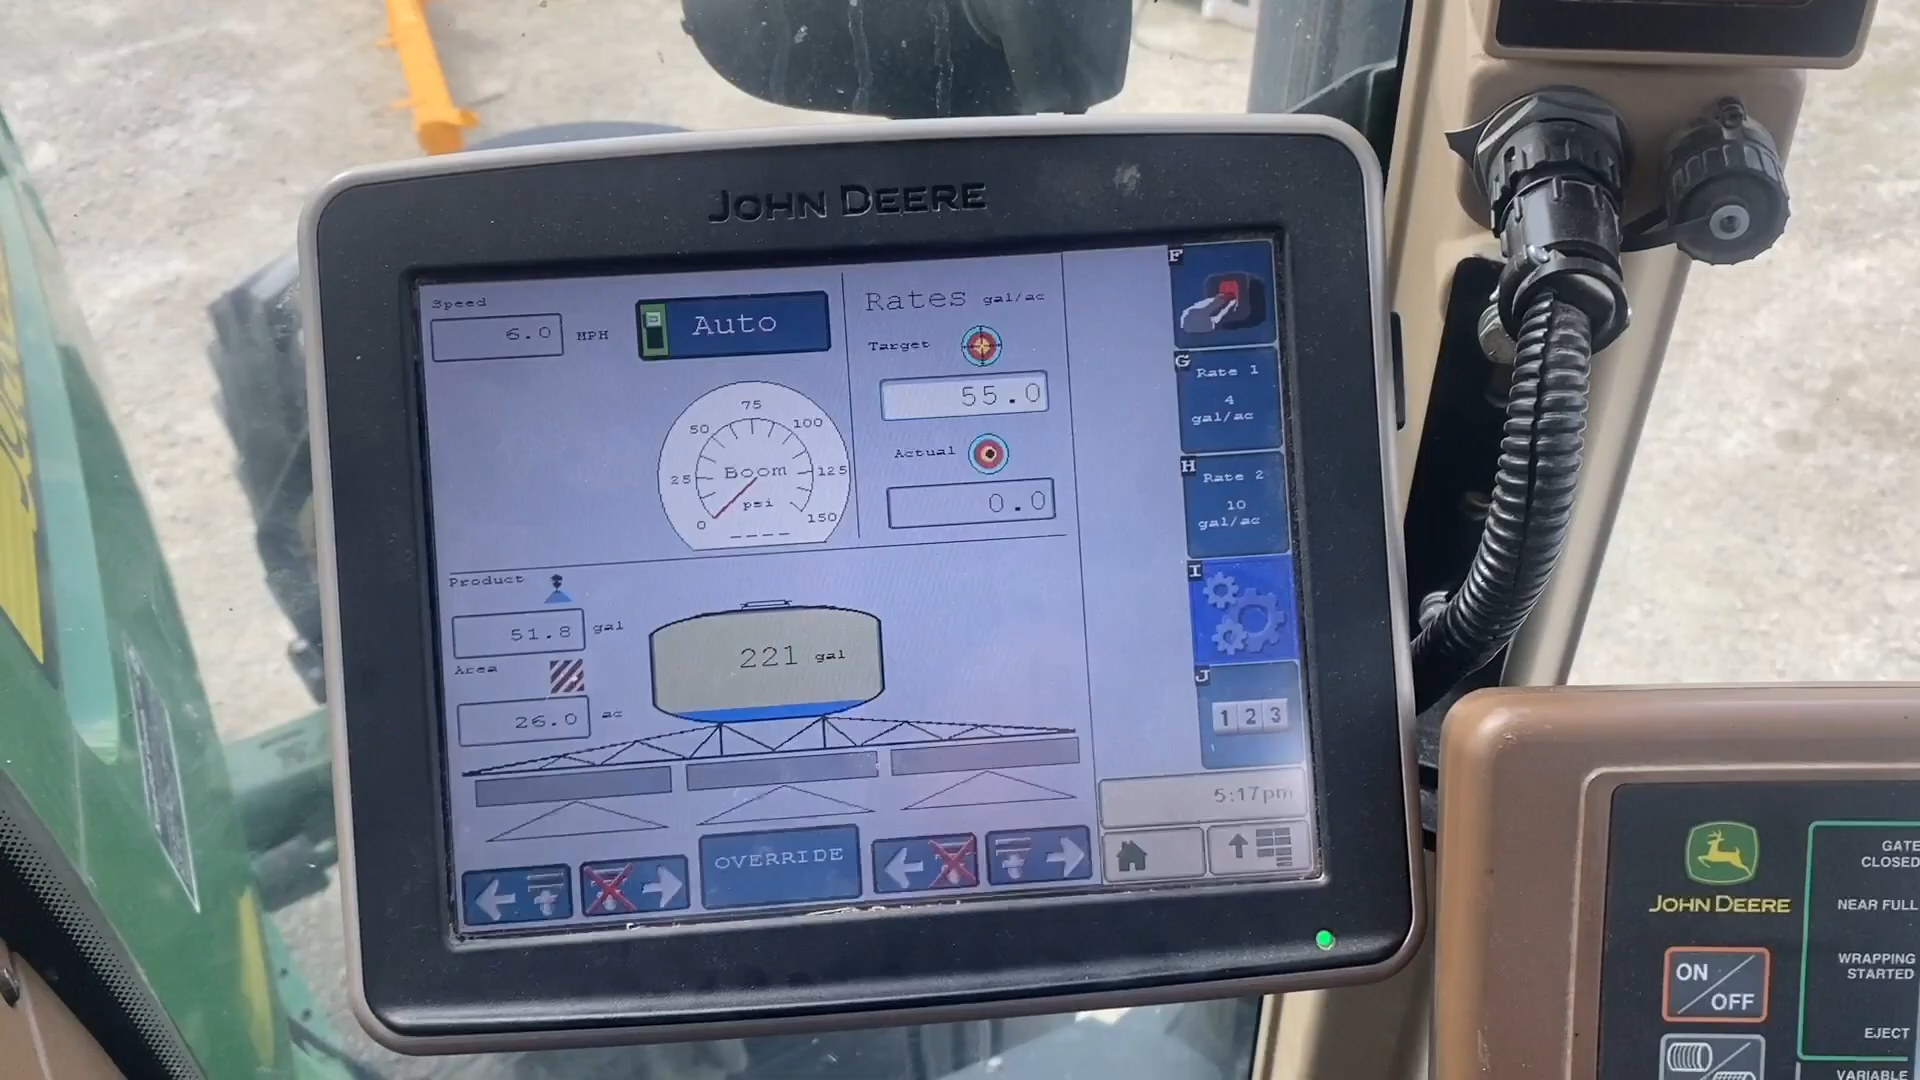 JOHN DEERE
Speed
6.0 MPH
Auto
Rates gal/ac
Target
55.0
Actual
0.0
75
50 100
25 Boom 125
psi
0 150
----
Product
51.8 gal
Area
26.0 ac
221 gal
OVERRIDE
F
G
Rate 1
4
gal/ac
H
Rate 2
10
gal/ac
I
J
1 2 3
5:17pm
JOHN DEERE
ON
OFF
GATE
CLOSED
NEAR FULL
WRAPPING
STARTED
EJECT
VARIABLE